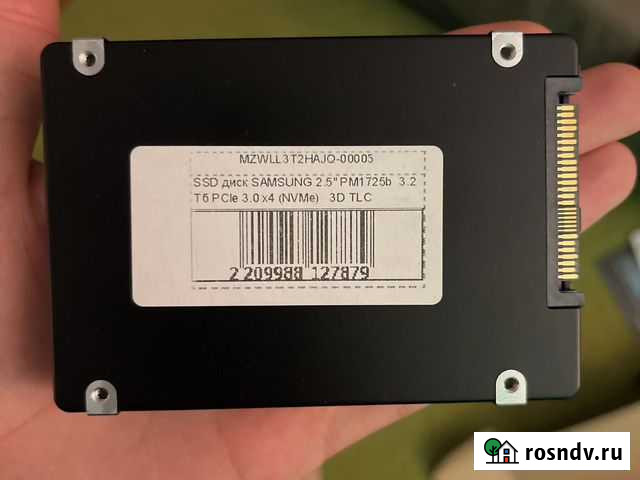 MZWLL3T2HAJQ-00005
SSD диск SAMSUNG 2.5" PM1725b 3.2
Тб PCIe 3.0 x4 (NVMe) 3D TLC
2 209988 127879
rosndv.ru